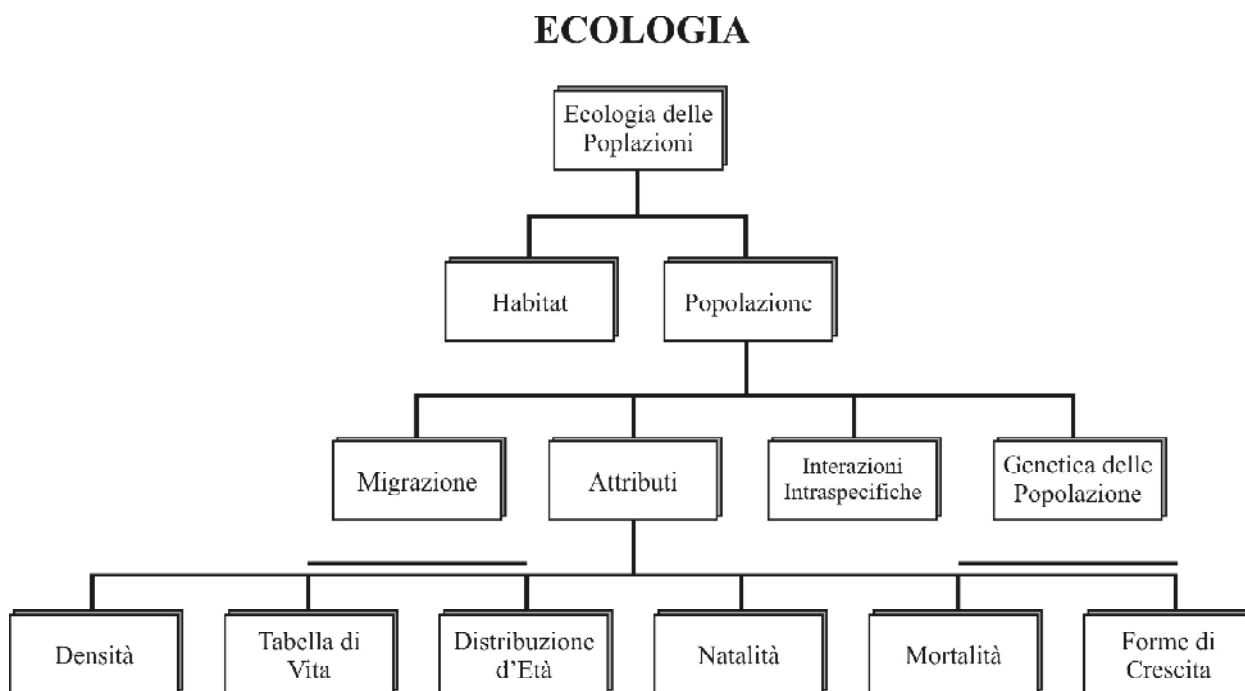 ECOLOGIA
Ecologia delle
Poplazioni
Habitat
Popolazione
Migrazione
Attributi
Interazioni
Intraspecifiche
Genetica delle
Popolazione
Densità
Tabella di
Vita
Distribuzione
d'Età
Natalità
Mortalità
Forme di
Crescita